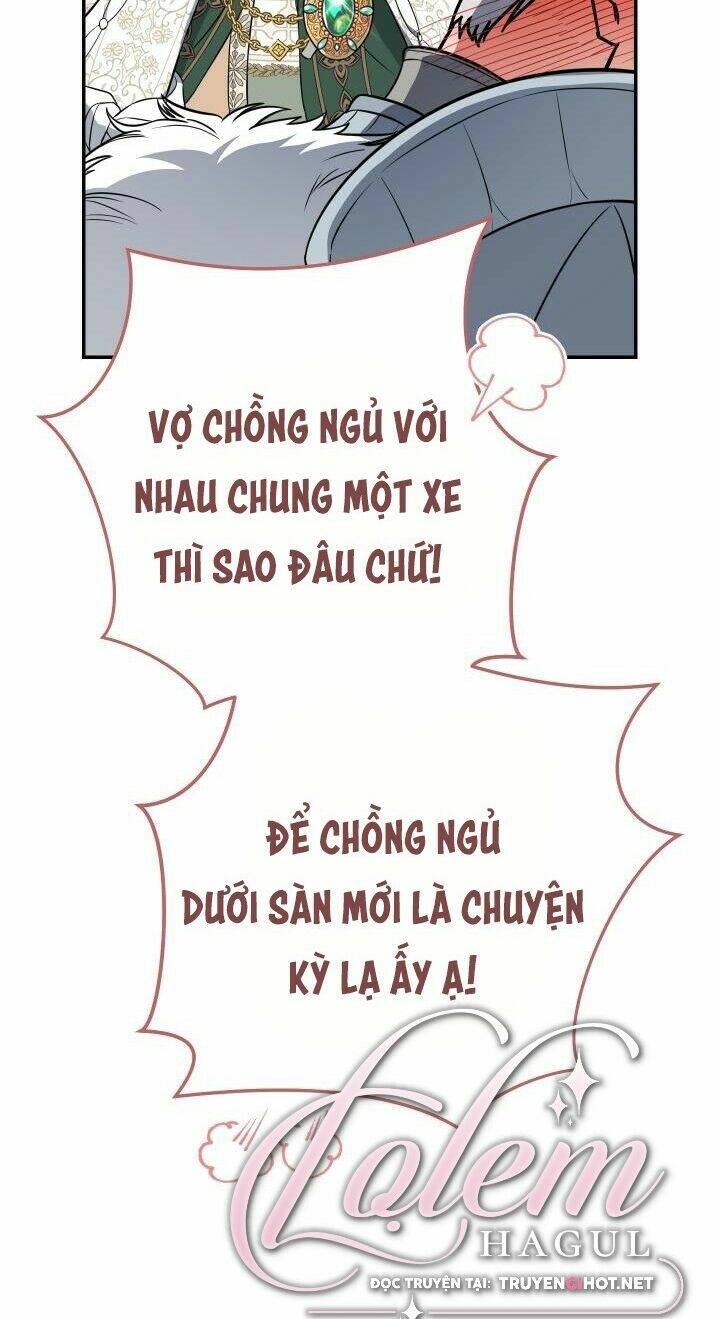 VỢ CHỒNG NGỦ VỚI
NHAU CHUNG MỘT XE
THÌ SAO ĐÂU CHỨ!
ĐỂ CHỒNG NGỦ
DƯỚI SÀN MỚI LÀ CHUYỆN
KỲ LẠ ẤY Ạ!
Lọlem
HAGUL
ĐỌC TRUYỆN TẠI: TRUYENGIHOT.NET